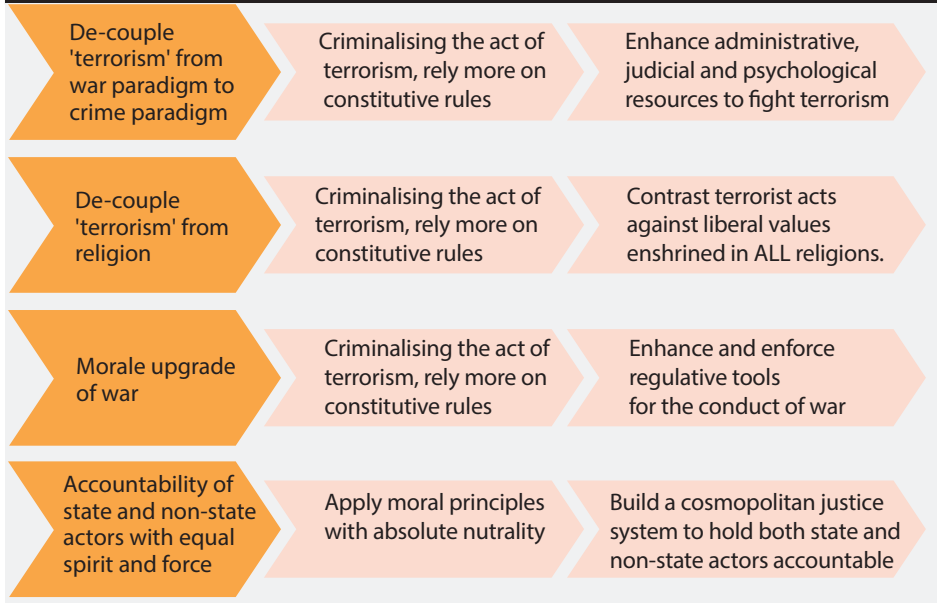 De-couple
'terrorism' from
war paradigm to
crime paradigm
Criminalising the act of
terrorism, rely more on
constitutive rules
Enhance administrative,
judicial and psychological
resources to fight terrorism
De-couple
'terrorism' from
religion
Criminalising the act of
terrorism, rely more on
constitutive rules
Contrast terrorist acts
against liberal values
enshrined in ALL religions.
Morale upgrade
of war
Criminalising the act of
terrorism, rely more on
constitutive rules
Enhance and enforce
regulative tools
for the conduct of war
Accountability of
state and non-state
actors with equal
spirit and force
Apply moral principles
with absolute nutrality
Build a cosmopolitan justice
system to hold both state and
non-state actors accountable